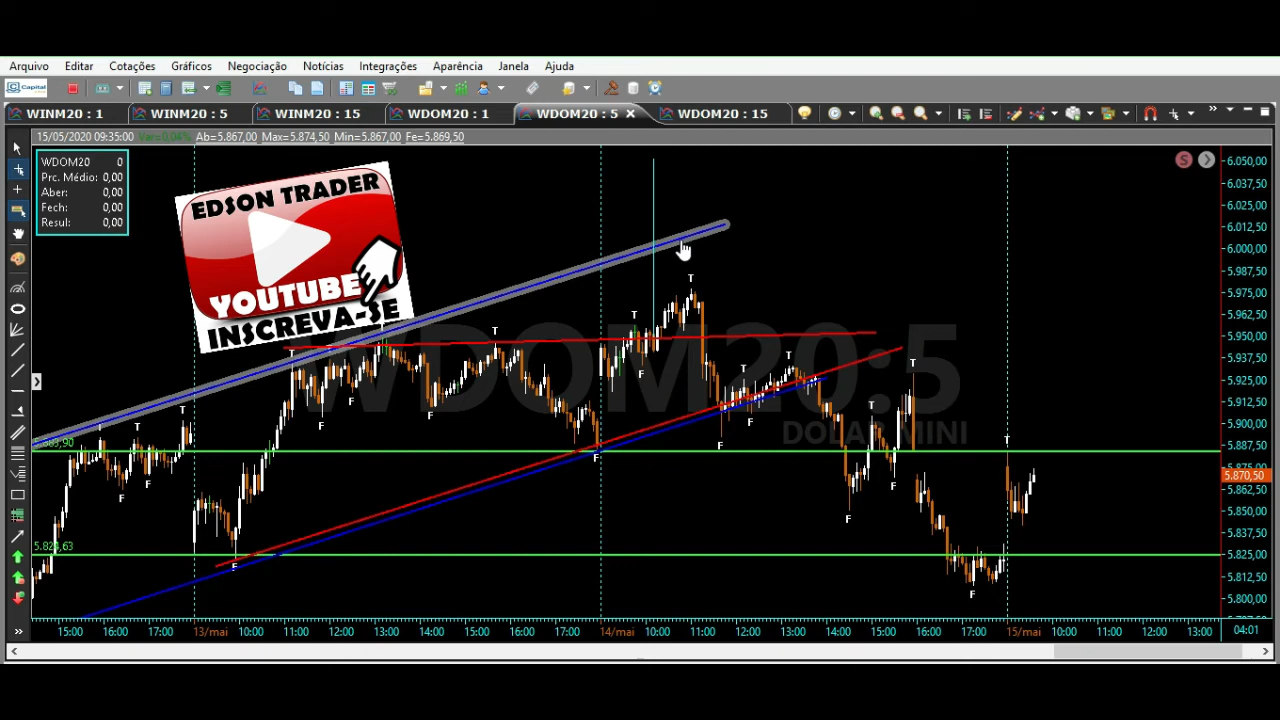 Arquivo Editar Cotações Gráficos Negociação Notícias Integrações Aparência Janela Ajuda
Capital
WINM20 : 1 WINM20 : 5 WINM20 : 15 WDOM20 : 1 WDOM20 : 5 WDOM20 : 15
15/05/2020 09:35:00 Var=0,04% Ab=5.867,00 Max=5.874,50 Min=5.867,00 Fe=5.869,50
WDOM20 0
Prc. Médio: 0,00
Aber: 0,00
Fech: 0,00
Resul: 0,00
EDSON TRADER
YOUTUBE
INSCREVA-SE
WDOM20:5
DOLAR MINI
S
T T T T T T T T T T T T
F F F F F F F F F F F F F
5.824,63
6.050,00
6.037,50
6.025,00
6.012,50
6.000,00
5.987,50
5.975,00
5.962,50
5.950,00
5.937,50
5.925,00
5.912,50
5.900,00
5.887,50
5.870,50
5.862,50
5.850,00
5.837,50
5.825,00
5.812,50
5.800,00
15:00 16:00 17:00 13/mai 10:00 11:00 12:00 13:00 14:00 15:00 16:00 17:00 14/mai 10:00 11:00 12:00 13:00 14:00 15:00 16:00 17:00 15/mai 10:00 11:00 12:00 13:00 04:01